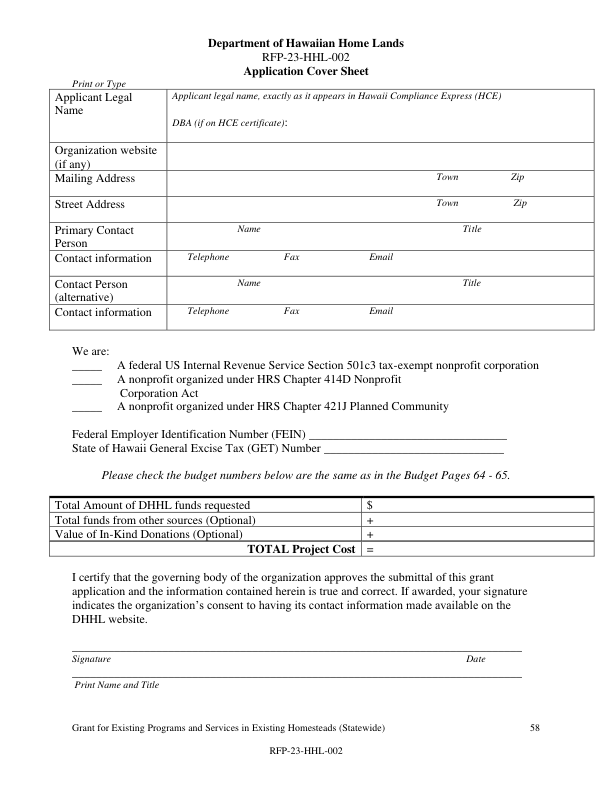 Department of Hawaiian Home Lands
RFP-23-HHL-002
Application Cover Sheet
Print or Type
Applicant Legal Name
Applicant legal name, exactly as it appears in Hawaii Compliance Express (HCE)
DBA (if on HCE certificate):
Organization website (if any)
Mailing Address Town Zip
Street Address Town Zip
Primary Contact Person Name Title
Contact information Telephone Fax Email
Contact Person (alternative) Name Title
Contact information Telephone Fax Email
We are:
_____ A federal US Internal Revenue Service Section 501c3 tax-exempt nonprofit corporation
_____ A nonprofit organized under HRS Chapter 414D Nonprofit
Corporation Act
_____ A nonprofit organized under HRS Chapter 421J Planned Community
Federal Employer Identification Number (FEIN) _________________________________
State of Hawaii General Excise Tax (GET) Number ______________________________
Please check the budget numbers below are the same as in the Budget Pages 64 - 65.
Total Amount of DHHL funds requested $
Total funds from other sources (Optional) +
Value of In-Kind Donations (Optional) +
TOTAL Project Cost =
I certify that the governing body of the organization approves the submittal of this grant
application and the information contained herein is true and correct. If awarded, your signature
indicates the organization's consent to having its contact information made available on the
DHHL website.
Signature Date
Print Name and Title
Grant for Existing Programs and Services in Existing Homesteads (Statewide) 58
RFP-23-HHL-002